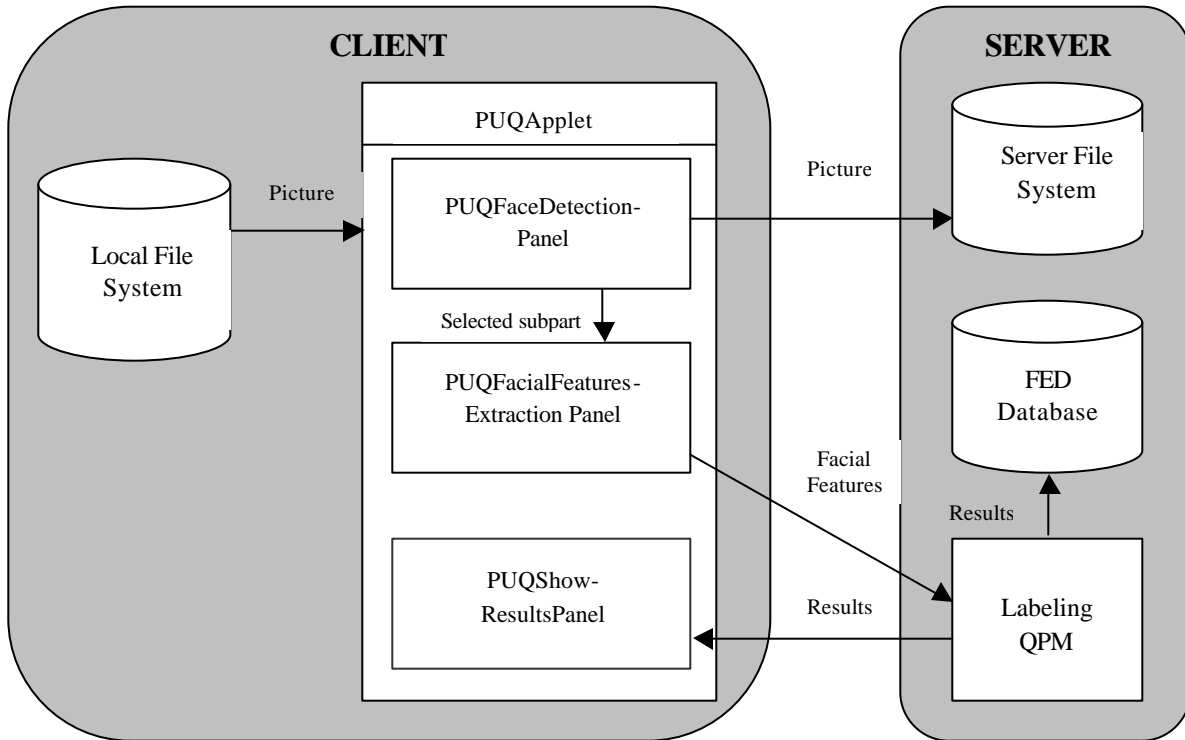 CLIENT
SERVER
PUQApplet
Picture
Local File
System
PUQFaceDetection-
Panel
Picture
Server File
System
Selected subpart
PUQFacialFeatures-
Extraction Panel
FED
Database
Facial
Features
Results
PUQShow-
ResultsPanel
Results
Labeling
QPM